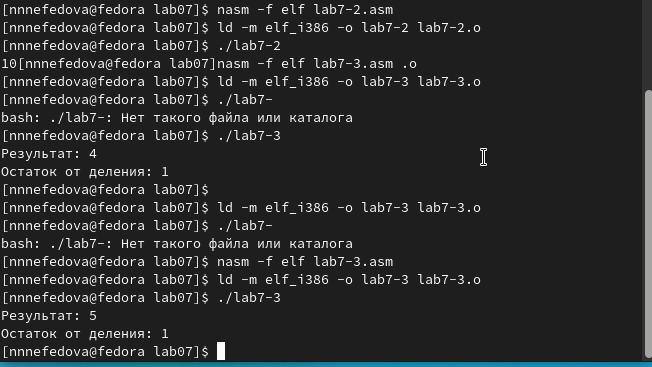 [nnnefedova@fedora lab07]$ nasm -f elf lab7-2.asm
[nnnefedova@fedora lab07]$ ld -m elf_i386 -o lab7-2 lab7-2.o
[nnnefedova@fedora lab07]$ ./lab7-2
10[nnnefedova@fedora lab07]nasm -f elf lab7-3.asm .o
[nnnefedova@fedora lab07]$ ld -m elf_i386 -o lab7-3 lab7-3.o
[nnnefedova@fedora lab07]$ ./lab7-
bash: ./lab7-: Нет такого файла или каталога
[nnnefedova@fedora lab07]$ ./lab7-3
Результат: 4
Остаток от деления: 1
[nnnefedova@fedora lab07]$
[nnnefedova@fedora lab07]$ ld -m elf_i386 -o lab7-3 lab7-3.o
[nnnefedova@fedora lab07]$ ./lab7-
bash: ./lab7-: Нет такого файла или каталога
[nnnefedova@fedora lab07]$ nasm -f elf lab7-3.asm
[nnnefedova@fedora lab07]$ ld -m elf_i386 -o lab7-3 lab7-3.o
[nnnefedova@fedora lab07]$ ./lab7-3
Результат: 5
Остаток от деления: 1
[nnnefedova@fedora lab07]$